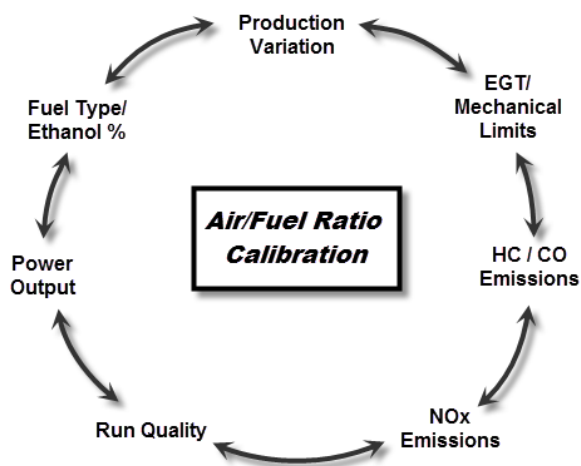 Production
Variation
EGT/
Mechanical
Limits
HC / CO
Emissions
NOx
Emissions
Run Quality
Power
Output
Fuel Type/
Ethanol %
Air/Fuel Ratio
Calibration